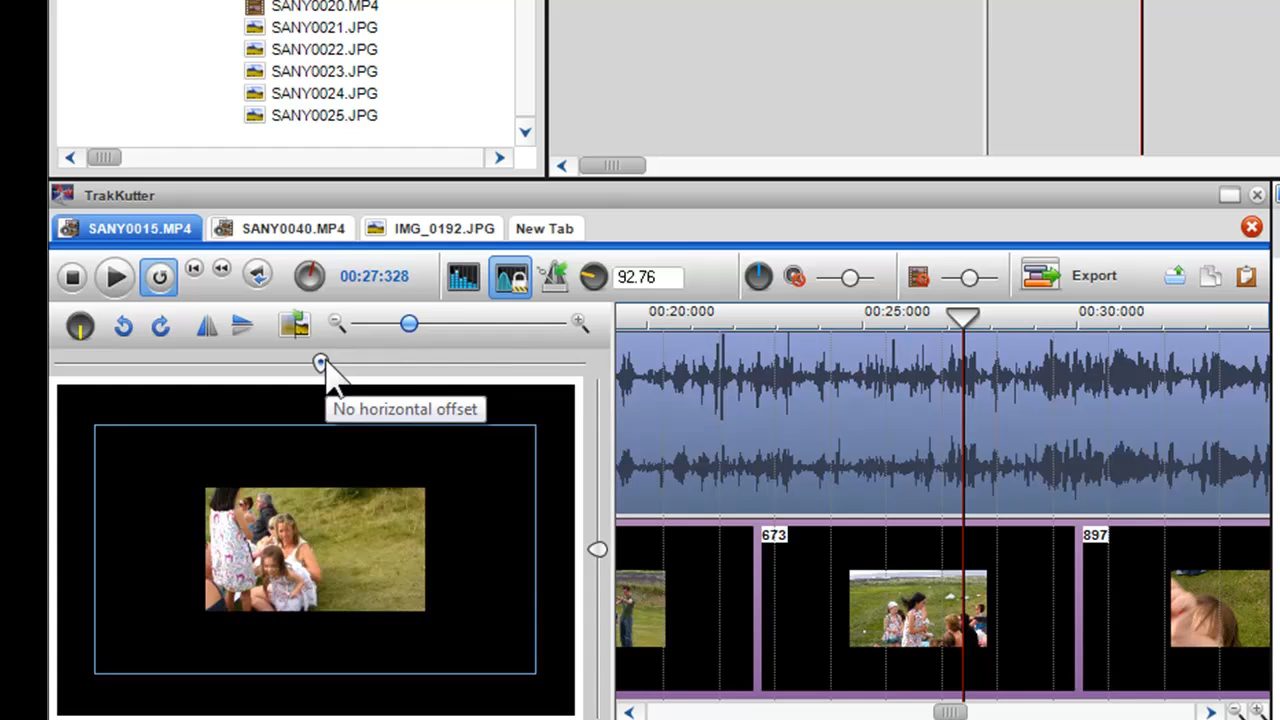 SANY0020.MP4
SANY0021.JPG
SANY0022.JPG
SANY0023.JPG
SANY0024.JPG
SANY0025.JPG
TrakKutter
SANY0015.MP4 SANY0040.MP4 IMG_0192.JPG New Tab
00:27:328 92.76 Export
00:20:000 00:25:000 00:30:000
No horizontal offset
673 897